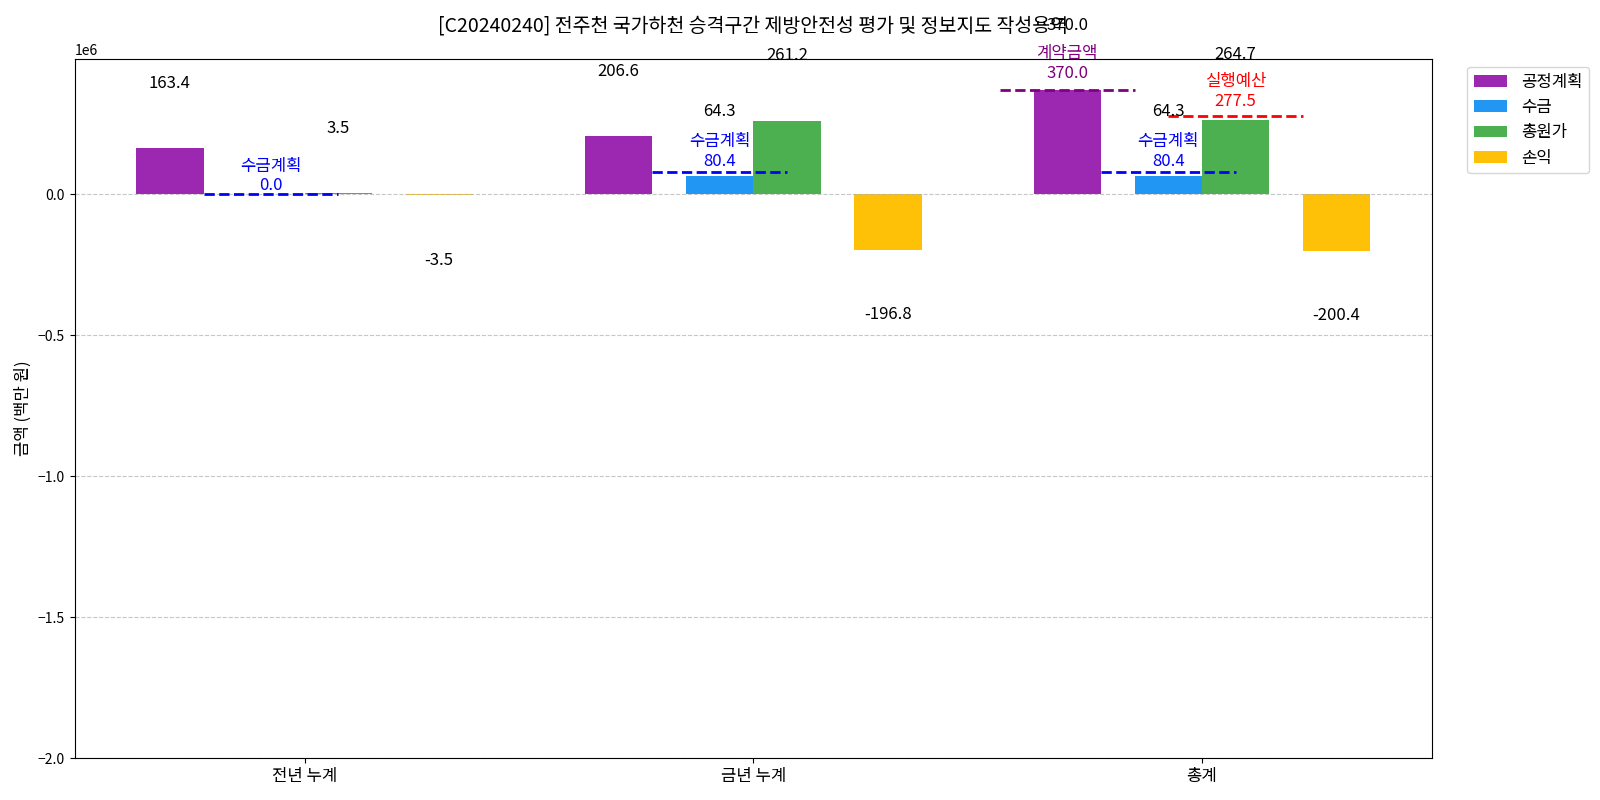 [C20240240] 전주천 국가하천 승격구간 제방안전성 평가 및 정보지도 작성용역
370.0
1e6
163.4
206.6
261.2
264.7
계약금액
370.0
실행예산
277.5
3.5
64.3
64.3
수금계획
0.0
수금계획
80.4
수금계획
80.4
-3.5
-196.8
-200.4
공정계획
수금
총원가
손익
금액 (백만 원)
0.0
−0.5
−1.0
−1.5
−2.0
전년 누계
금년 누계
총계